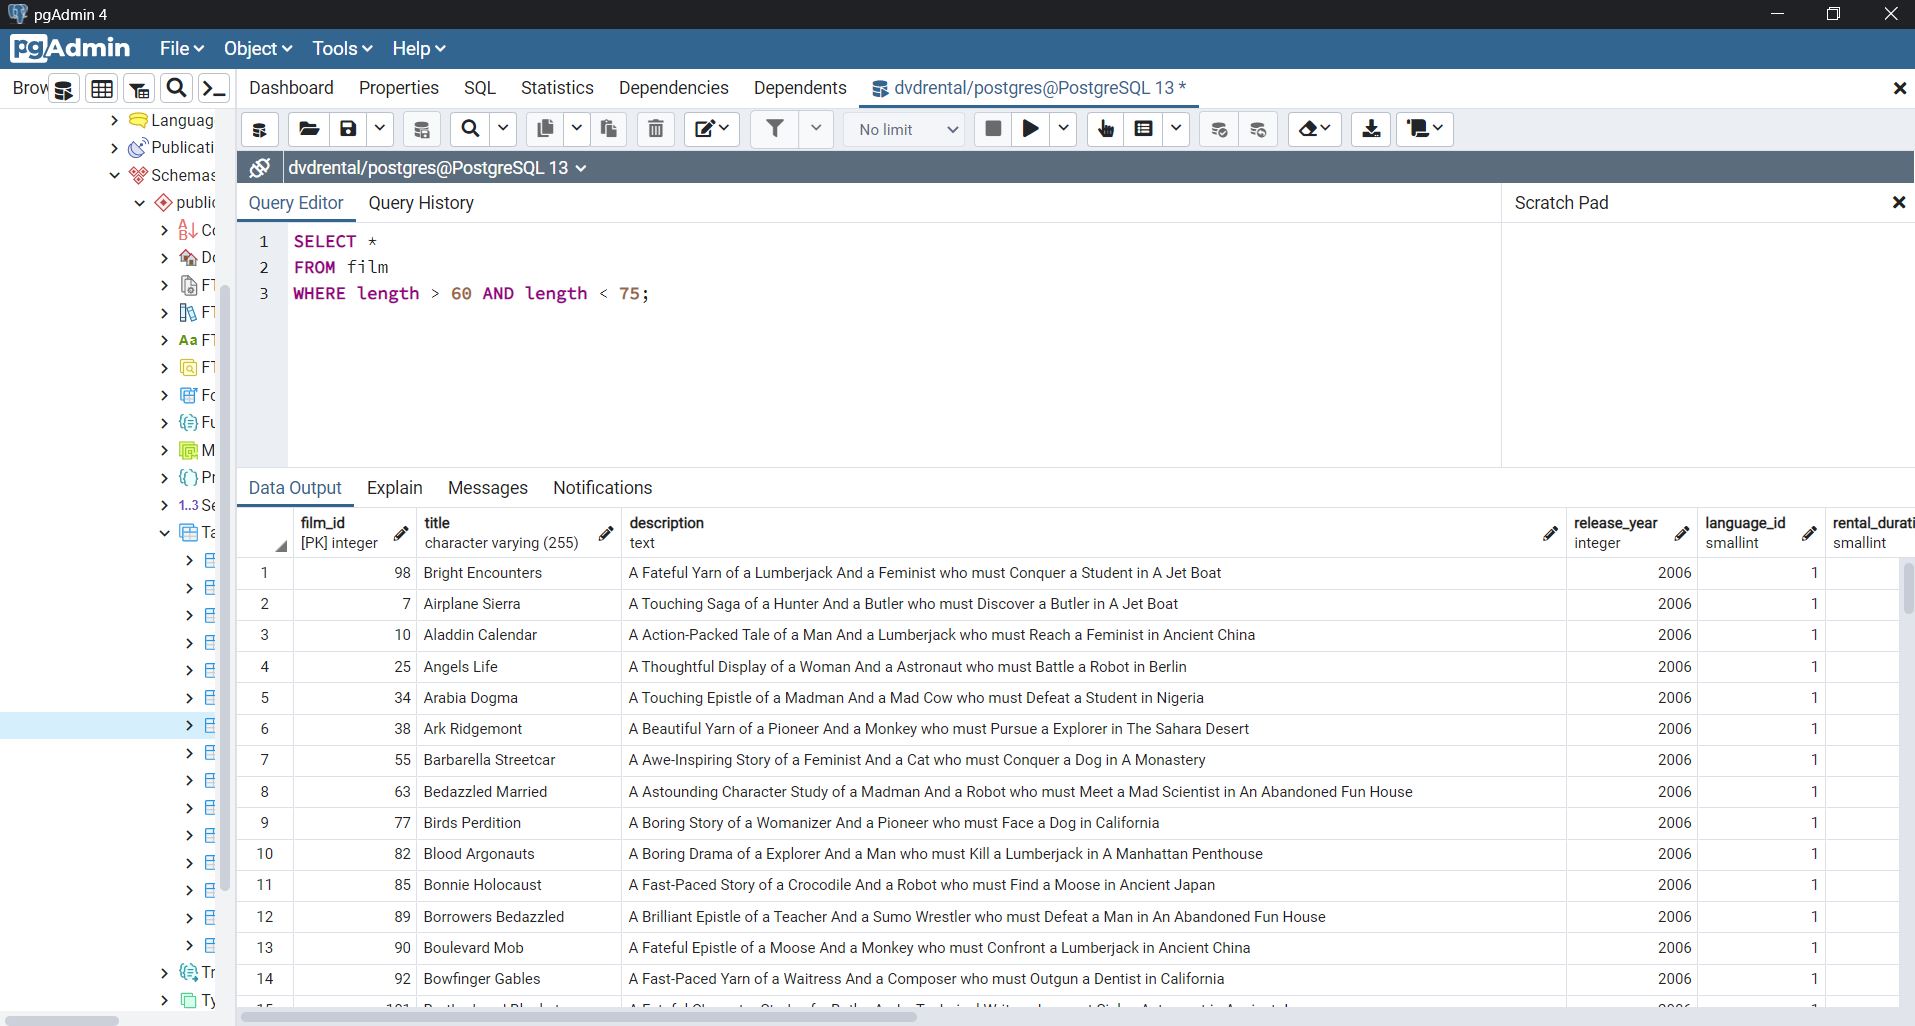 pgAdmin 4
pgAdmin File Object Tools Help
Dashboard Properties SQL Statistics Dependencies Dependents dvdrental/postgres@PostgreSQL 13 *
No limit
dvdrental/postgres@PostgreSQL 13
Query Editor Query History Scratch Pad
1 SELECT *
2 FROM film
3 WHERE length > 60 AND length < 75;
Data Output Explain Messages Notifications
film_id title description release_year language_id rental_durati
[PK] integer character varying (255) text integer smallint smallint
1 98 Bright Encounters A Fateful Yarn of a Lumberjack And a Feminist who must Conquer a Student in A Jet Boat 2006 1
2 7 Airplane Sierra A Touching Saga of a Hunter And a Butler who must Discover a Butler in A Jet Boat 2006 1
3 10 Aladdin Calendar A Action-Packed Tale of a Man And a Lumberjack who must Reach a Feminist in Ancient China 2006 1
4 25 Angels Life A Thoughtful Display of a Woman And a Astronaut who must Battle a Robot in Berlin 2006 1
5 34 Arabia Dogma A Touching Epistle of a Madman And a Mad Cow who must Defeat a Student in Nigeria 2006 1
6 38 Ark Ridgemont A Beautiful Yarn of a Pioneer And a Monkey who must Pursue a Explorer in The Sahara Desert 2006 1
7 55 Barbarella Streetcar A Awe-Inspiring Story of a Feminist And a Cat who must Conquer a Dog in A Monastery 2006 1
8 63 Bedazzled Married A Astounding Character Study of a Madman And a Robot who must Meet a Mad Scientist in An Abandoned Fun House 2006 1
9 77 Birds Perdition A Boring Story of a Womanizer And a Pioneer who must Face a Dog in California 2006 1
10 82 Blood Argonauts A Boring Drama of a Explorer And a Man who must Kill a Lumberjack in A Manhattan Penthouse 2006 1
11 85 Bonnie Holocaust A Fast-Paced Story of a Crocodile And a Robot who must Find a Moose in Ancient Japan 2006 1
12 89 Borrowers Bedazzled A Brilliant Epistle of a Teacher And a Sumo Wrestler who must Defeat a Man in An Abandoned Fun House 2006 1
13 90 Boulevard Mob A Fateful Epistle of a Moose And a Monkey who must Confront a Lumberjack in Ancient China 2006 1
14 92 Bowfinger Gables A Fast-Paced Yarn of a Waitress And a Composer who must Outgun a Dentist in California 2006 1
Brow
Languag
Publicati
Schemas
public
Co
Do
FT
FT
Aa FT
FT
Fo
Fu
M
Pr
1..3 Se
Ta
Tr
Ty